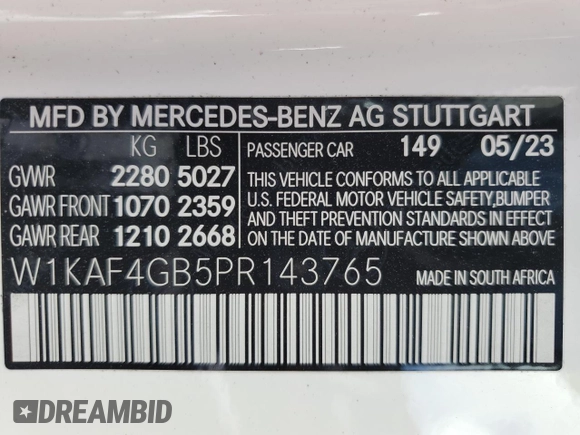 MFD BY MERCEDES-BENZ AG STUTTGART
KG LBS
PASSENGER CAR 149 05/23
GVWR 2280 5027
GAWR FRONT 1070 2359
GAWR REAR 1210 2668
THIS VEHICLE CONFORMS TO ALL APPLICABLE
U.S. FEDERAL MOTOR VEHICLE SAFETY,BUMPER
AND THEFT PREVENTION STANDARDS IN EFFECT
ON THE DATE OF MANUFACTURE SHOWN ABOVE.
W1KAF4GB5PR143765
MADE IN SOUTH AFRICA
DREAMBID